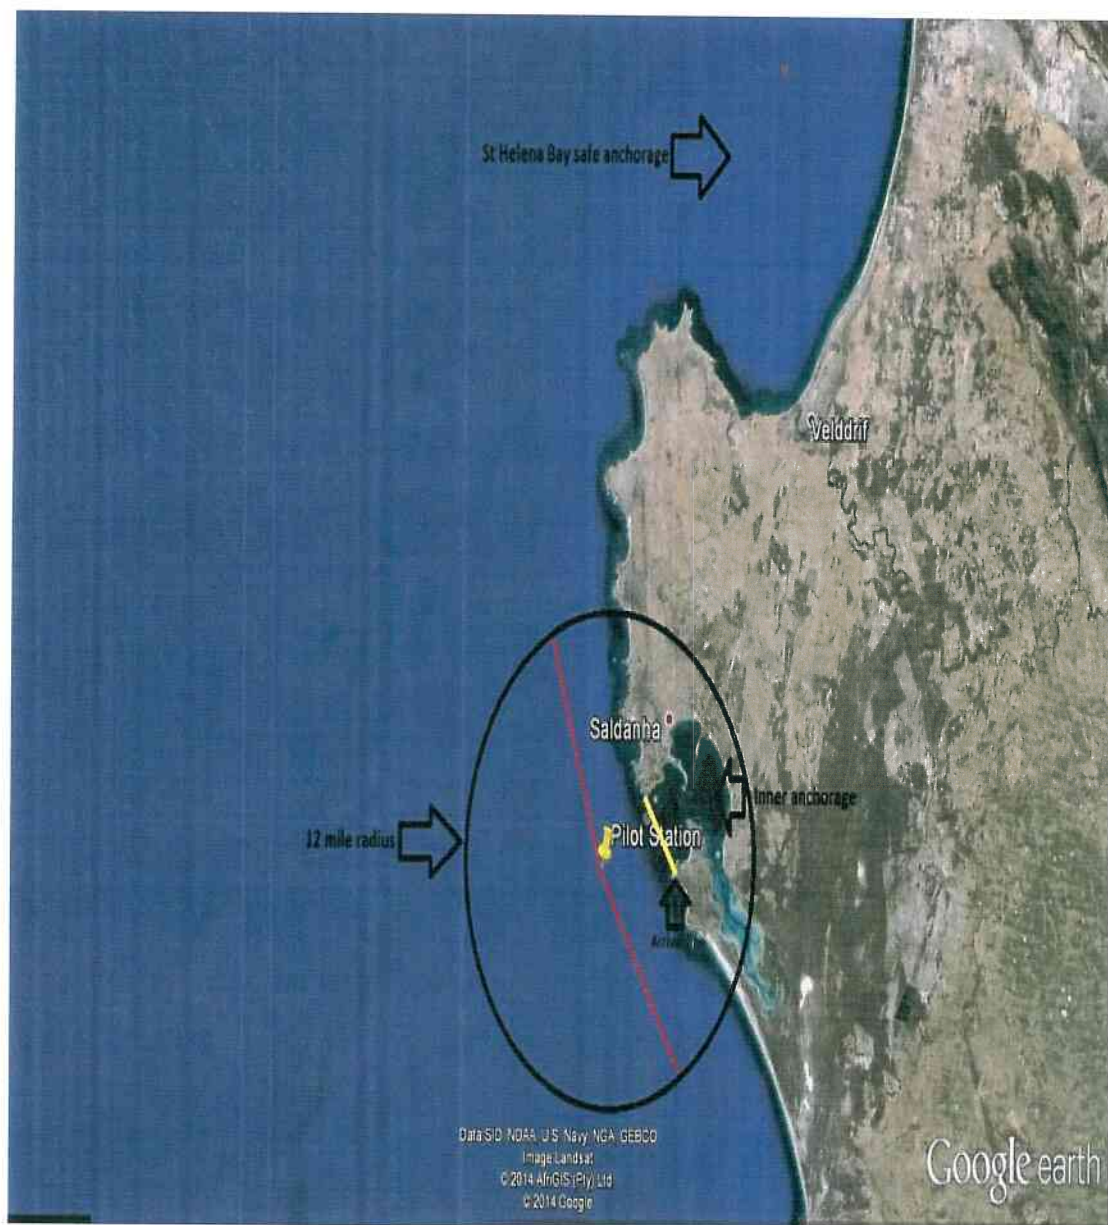 St Helena Bay safe anchorage
Velddrif
Saldanha
Inner anchorage
Pilot Station
12 mile radius
Data SIO, NOAA, U.S. Navy, NGA, GEBCO
Image Landsat
© 2014 AfriGIS (Pty) Ltd.
© 2014 Google
Google earth